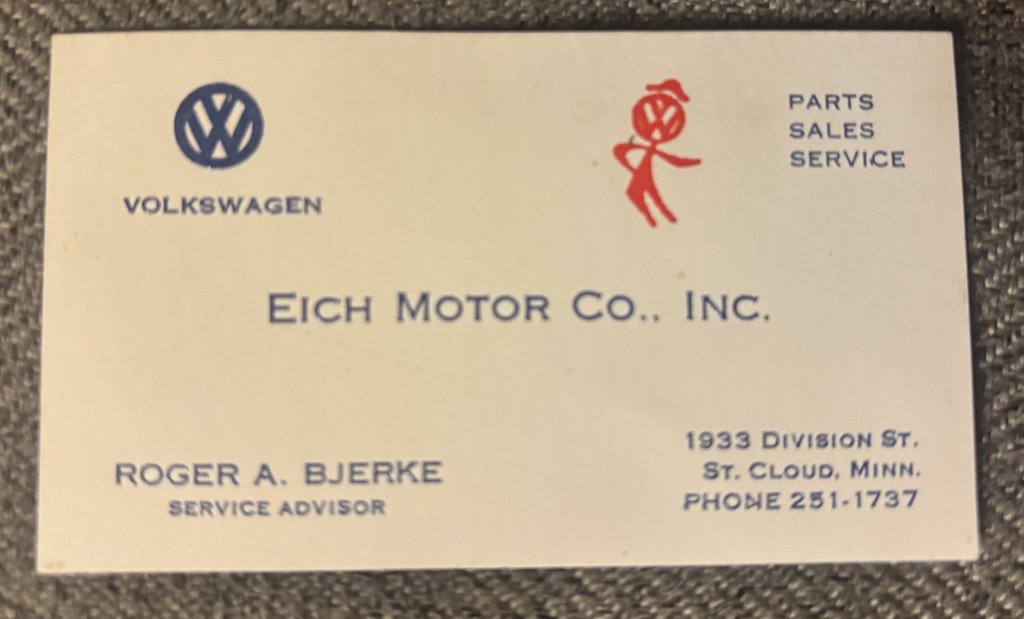 VOLKSWAGEN
PARTS
SALES
SERVICE
EICH MOTOR CO., INC.
ROGER A. BJERKE
SERVICE ADVISOR
1933 DIVISION ST.
ST. CLOUD, MINN.
PHONE 251-1737